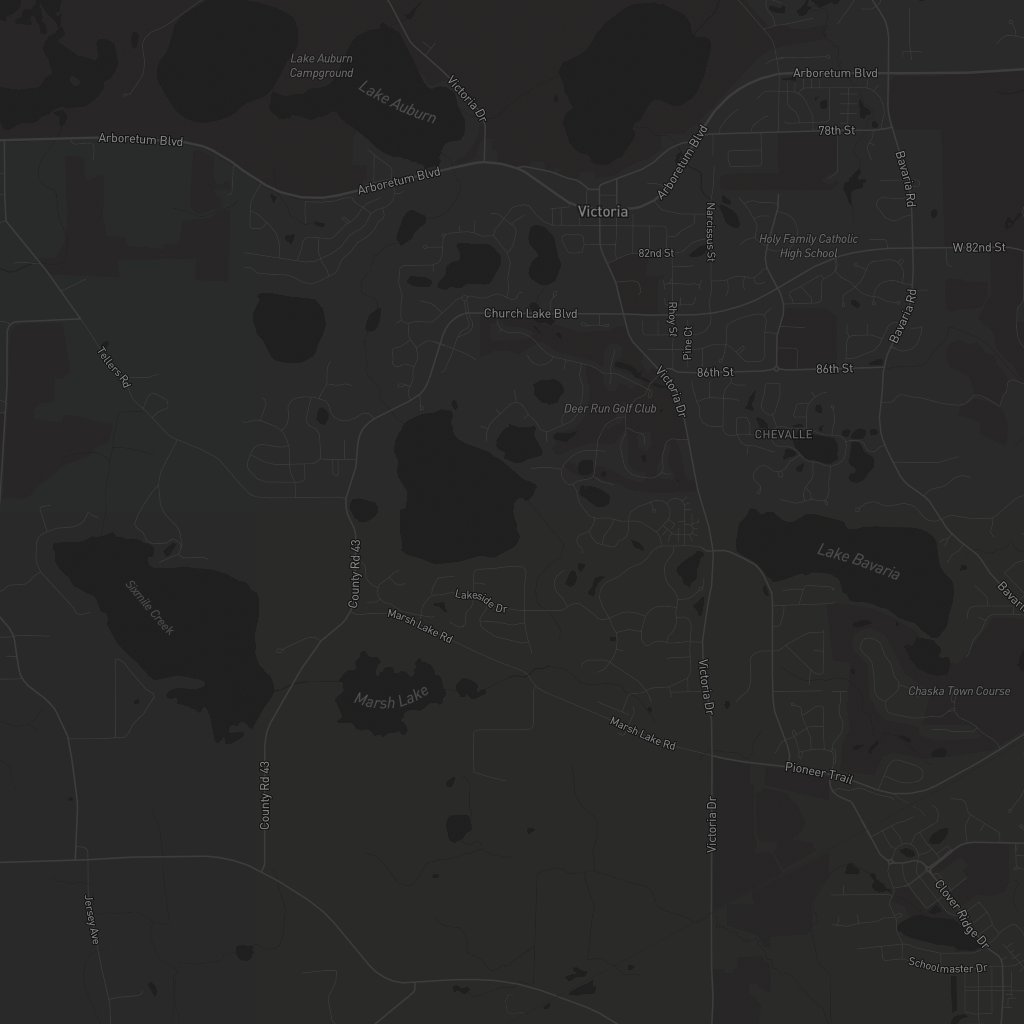 Lake Auburn
Campground
Lake Auburn
Victoria Dr
Arboretum Blvd
Arboretum Blvd
78th St
Arboretum Blvd
Arboretum Blvd
Bavaria Rd
Victoria
Narcissus St
Holy Family Catholic
High School
W 82nd St
82nd St
Church Lake Blvd
Rhoy St
Pine Ct
Bavaria Rd
Tellers Rd
86th St
86th St
Victoria Dr
Deer Run Golf Club
CHEVALLE
County Rd 43
Lake Bavaria
Sixmile Creek
Lakeside Dr
Marsh Lake Rd
Marsh Lake
Victoria Dr
Chaska Town Course
Marsh Lake Rd
Pioneer Trail
County Rd 43
Victoria Dr
Jersey Ave
Clover Ridge Dr
Schoolmaster Dr